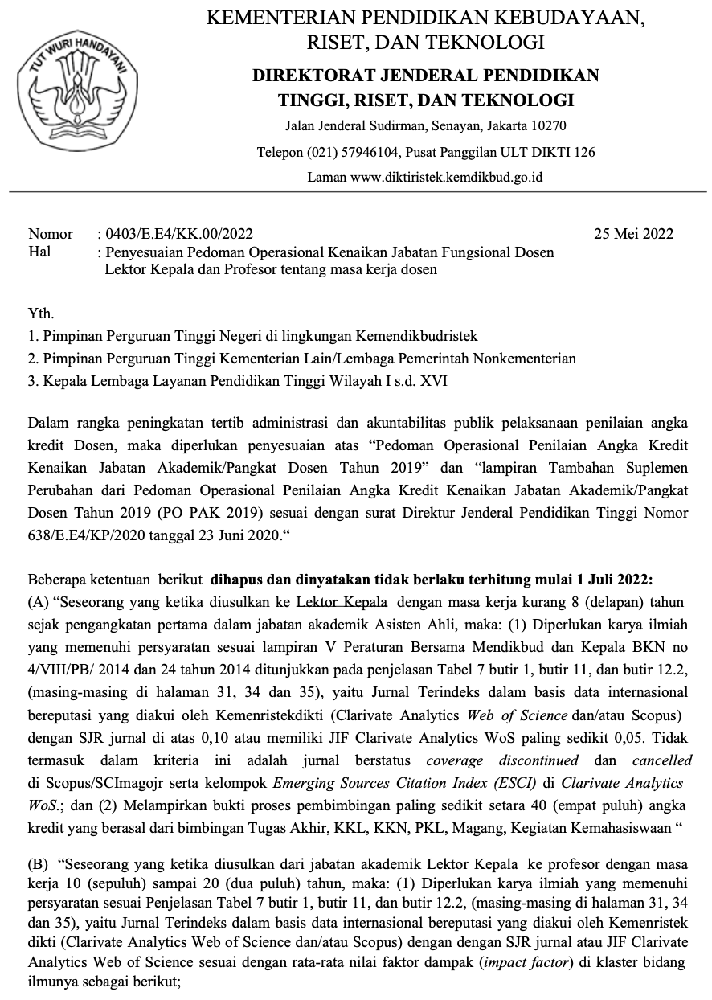 KEMENTERIAN PENDIDIKAN KEBUDAYAAN,
RISET, DAN TEKNOLOGI
TUT WURI HANDAYANI
DIREKTORAT JENDERAL PENDIDIKAN
TINGGI, RISET, DAN TEKNOLOGI
Jalan Jenderal Sudirman, Senayan, Jakarta 10270
Telepon (021) 57946104, Pusat Panggilan ULT DIKTI 126
Laman www.diktiristek.kemdikbud.go.id
Nomor : 0403/E.E4/KK.00/2022 25 Mei 2022
Hal : Penyesuaian Pedoman Operasional Kenaikan Jabatan Fungsional Dosen
Lektor Kepala dan Profesor tentang masa kerja dosen
Yth.
1. Pimpinan Perguruan Tinggi Negeri di lingkungan Kemendikbudristek
2. Pimpinan Perguruan Tinggi Kementerian Lain/Lembaga Pemerintah Nonkementerian
3. Kepala Lembaga Layanan Pendidikan Tinggi Wilayah I s.d. XVI
Dalam rangka peningkatan tertib administrasi dan akuntabilitas publik pelaksanaan penilaian angka
kredit Dosen, maka diperlukan penyesuaian atas “Pedoman Operasional Penilaian Angka Kredit
Kenaikan Jabatan Akademik/Pangkat Dosen Tahun 2019” dan “lampiran Tambahan Suplemen
Perubahan dari Pedoman Operasional Penilaian Angka Kredit Kenaikan Jabatan Akademik/Pangkat
Dosen Tahun 2019 (PO PAK 2019) sesuai dengan surat Direktur Jenderal Pendidikan Tinggi Nomor
638/E.E4/KP/2020 tanggal 23 Juni 2020.“
Beberapa ketentuan berikut dihapus dan dinyatakan tidak berlaku terhitung mulai 1 Juli 2022:
(A) “Seseorang yang ketika diusulkan ke Lektor Kepala dengan masa kerja kurang 8 (delapan) tahun
sejak pengangkatan pertama dalam jabatan akademik Asisten Ahli, maka: (1) Diperlukan karya ilmiah
yang memenuhi persyaratan sesuai lampiran V Peraturan Bersama Mendikbud dan Kepala BKN no
4/VIII/PB/ 2014 dan 24 tahun 2014 ditunjukkan pada penjelasan Tabel 7 butir 1, butir 11, dan butir 12.2,
(masing-masing di halaman 31, 34 dan 35), yaitu Jurnal Terindeks dalam basis data internasional
bereputasi yang diakui oleh Kemenristekdikti (Clarivate Analytics Web of Science dan/atau Scopus)
dengan SJR jurnal di atas 0,10 atau memiliki JIF Clarivate Analytics WoS paling sedikit 0,05. Tidak
termasuk dalam kriteria ini adalah jurnal berstatus coverage discontinued dan cancelled
di Scopus/SCImagojr serta kelompok Emerging Sources Citation Index (ESCI) di Clarivate Analytics
WoS.; dan (2) Melampirkan bukti proses pembimbingan paling sedikit setara 40 (empat puluh) angka
kredit yang berasal dari bimbingan Tugas Akhir, KKL, KKN, PKL, Magang, Kegiatan Kemahasiswaan “
(B) “Seseorang yang ketika diusulkan dari jabatan akademik Lektor Kepala ke profesor dengan masa
kerja 10 (sepuluh) sampai 20 (dua puluh) tahun, maka: (1) Diperlukan karya ilmiah yang memenuhi
persyaratan sesuai Penjelasan Tabel 7 butir 1, butir 11, dan butir 12.2, (masing-masing di halaman 31, 34
dan 35), yaitu Jurnal Terindeks dalam basis data internasional bereputasi yang diakui oleh Kemenristek
dikti (Clarivate Analytics Web of Science dan/atau Scopus) dengan dengan SJR jurnal atau JIF Clarivate
Analytics Web of Science sesuai dengan rata-rata nilai faktor dampak (impact factor) di klaster bidang
ilmunya sebagai berikut;